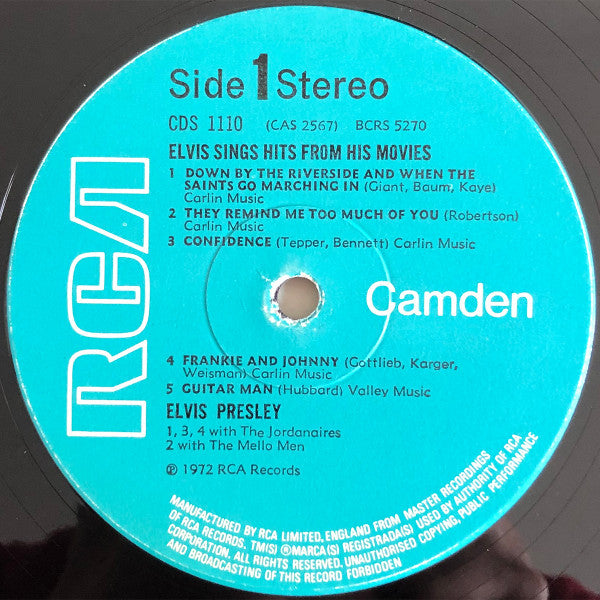 Side 1 Stereo
CDS 1110 (CAS 2567) BCRS 5270
ELVIS SINGS HITS FROM HIS MOVIES
1 DOWN BY THE RIVERSIDE AND WHEN THE
SAINTS GO MARCHING IN (Giant, Baum, Kaye)
Carlin Music
2 THEY REMIND ME TOO MUCH OF YOU (Robertson)
Carlin Music
3 CONFIDENCE (Tepper, Bennett) Carlin Music
RCA
Camden
4 FRANKIE AND JOHNNY (Gottlieb, Karger,
Weisman) Carlin Music
5 GUITAR MAN (Hubbard) Valley Music
ELVIS PRESLEY
1, 3, 4 with The Jordanaires
2 with The Mello Men
℗ 1972 RCA Records
MANUFACTURED BY RCA LIMITED, ENGLAND FROM MASTER RECORDINGS
OF RCA RECORDS. TM(S) ®MARCA(S) REGISTRADA(S) USED BY AUTHORITY OF RCA
CORPORATION. ALL RIGHTS RESERVED. UNAUTHORISED COPYING, PUBLIC PERFORMANCE
AND BROADCASTING OF THIS RECORD FORBIDDEN